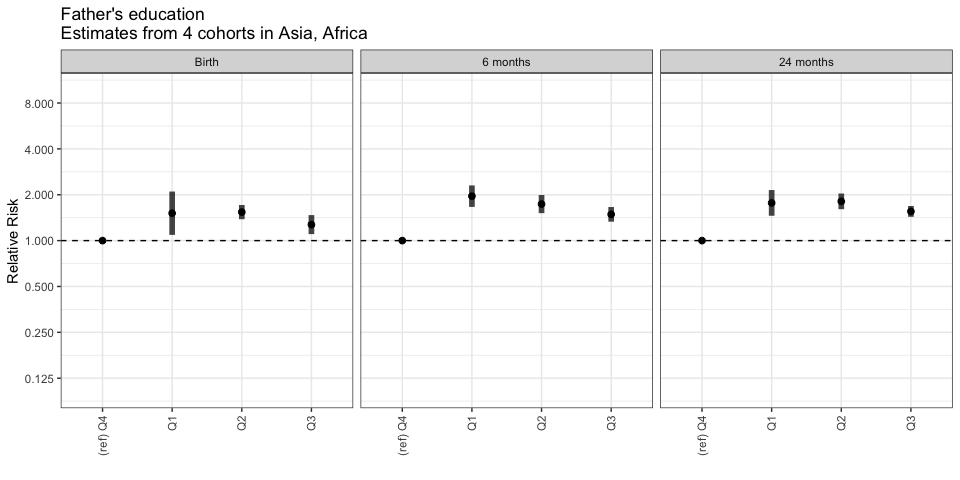 Father's education
Estimates from 4 cohorts in Asia, Africa
Birth
6 months
24 months
Relative Risk
8.000
4.000
2.000
1.000
0.500
0.250
0.125
(ref) Q4
Q1
Q2
Q3
(ref) Q4
Q1
Q2
Q3
(ref) Q4
Q1
Q2
Q3